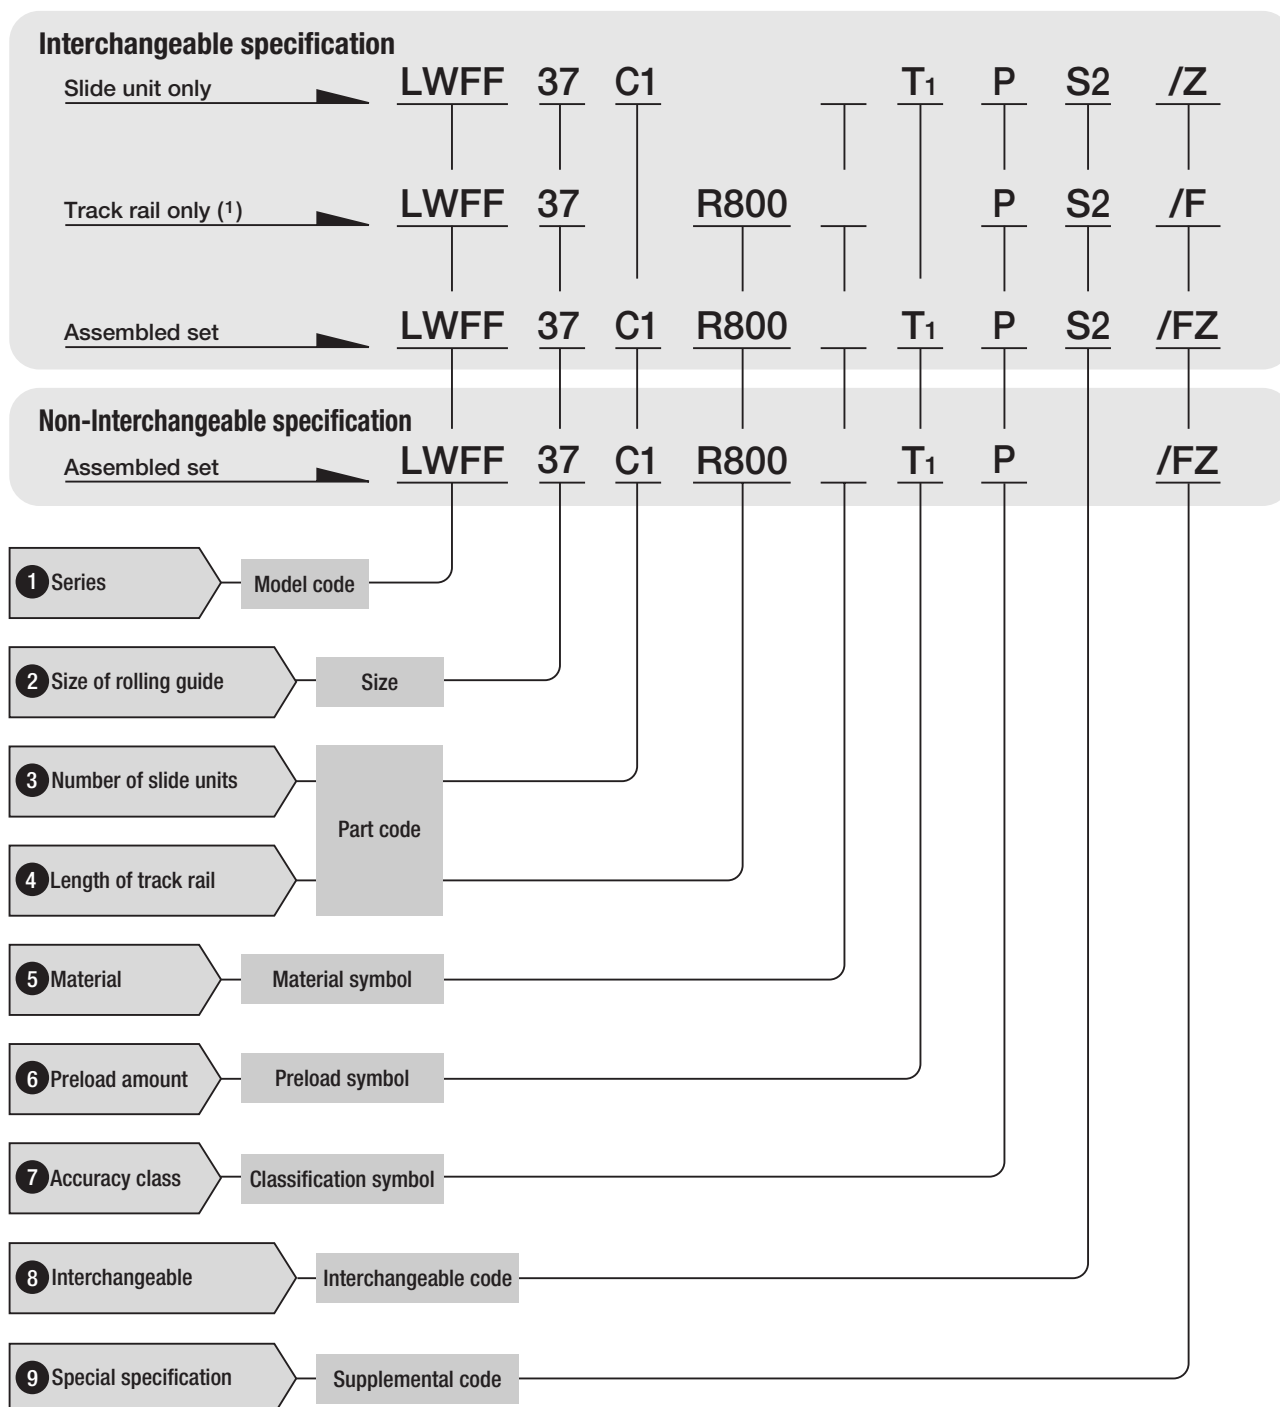 Interchangeable specification
Slide unit only LWFF 37 C1 T1 P S2 /Z
Track rail only (1) LWFF 37 R800 P S2 /F
Assembled set LWFF 37 C1 R800 T1 P S2 /FZ
Non-Interchangeable specification
Assembled set LWFF 37 C1 R800 T1 P /FZ
1 Series Model code
2 Size of rolling guide Size
3 Number of slide units
Part code
4 Length of track rail
5 Material Material symbol
6 Preload amount Preload symbol
7 Accuracy class Classification symbol
8 Interchangeable Interchangeable code
9 Special specification Supplemental code